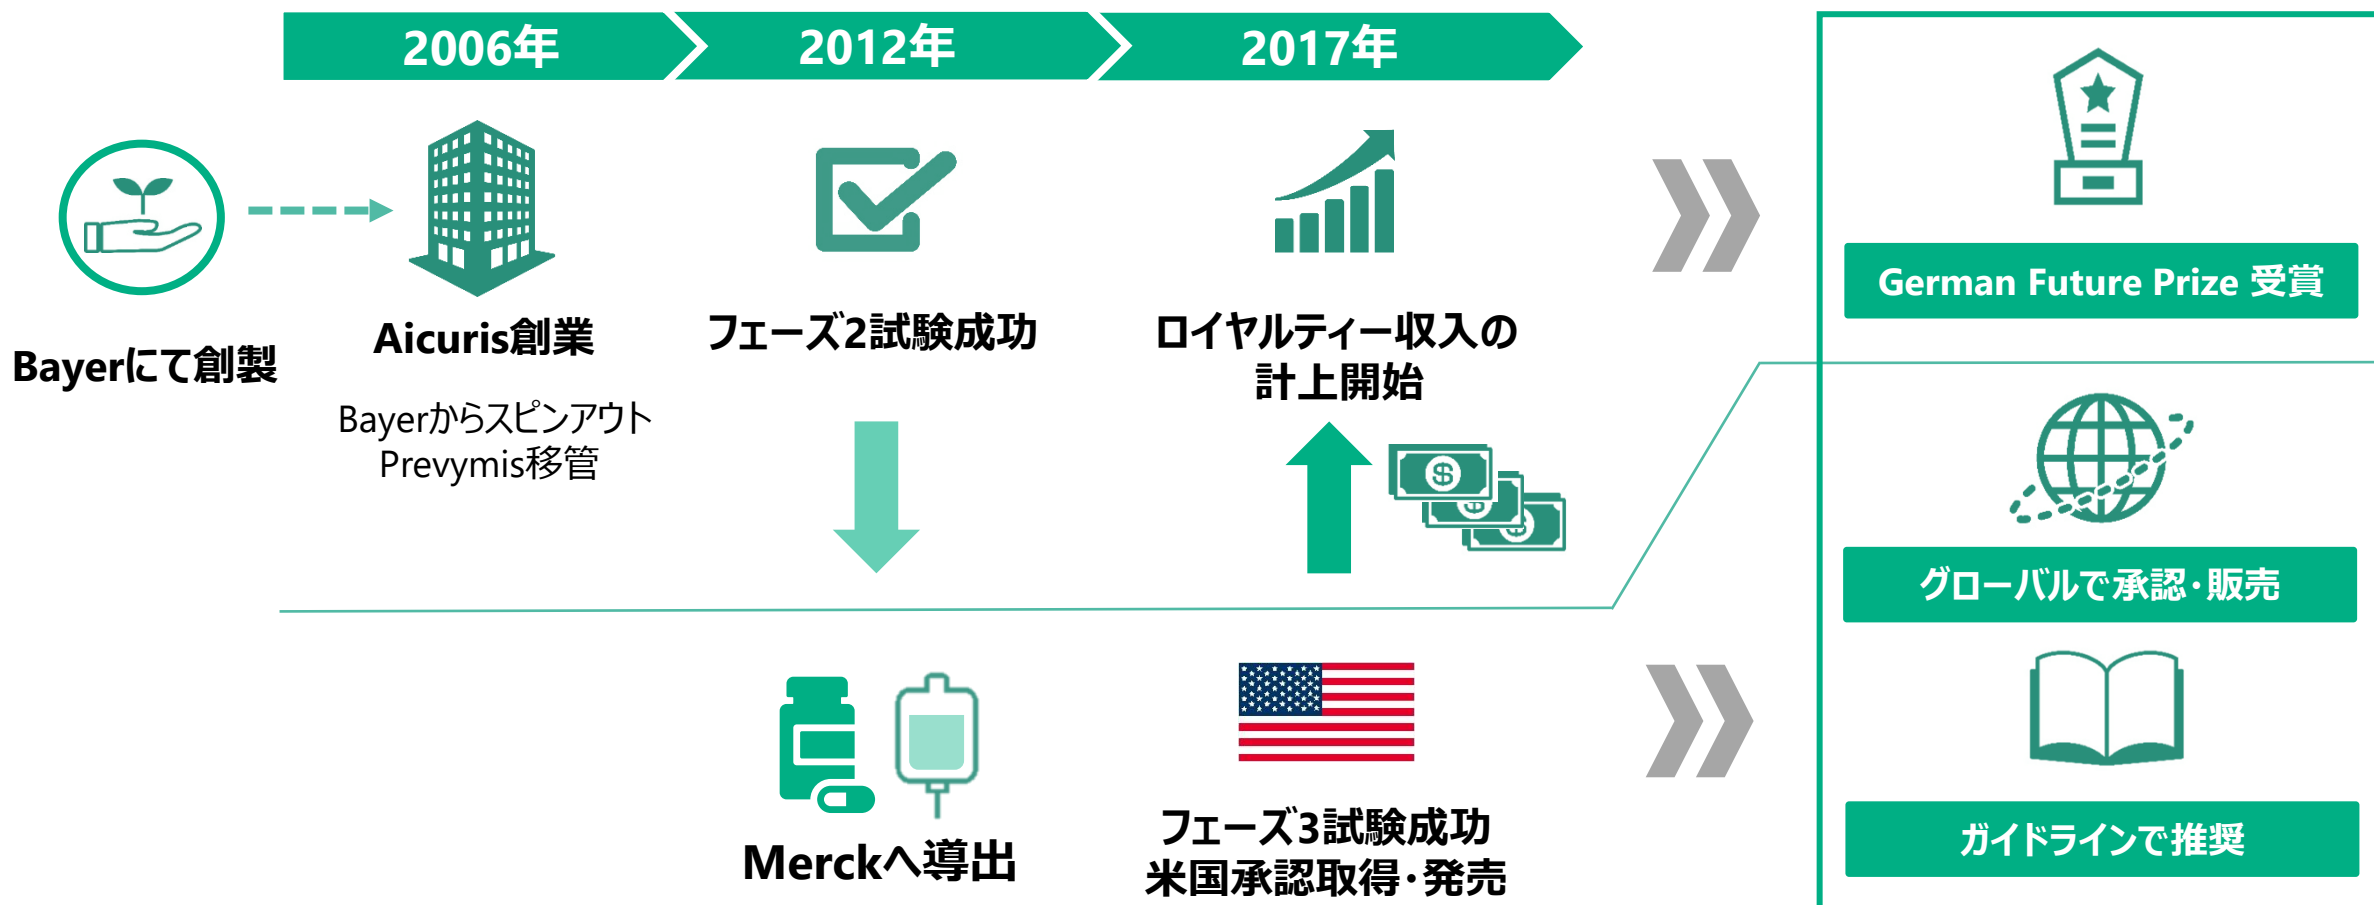 2006年
2012年
2017年
Bayerにて創製
Aicuris創業
Bayerからスピンアウト
Prevymis移管
フェーズ2試験成功
ロイヤルティー収入の
計上開始
Merckへ導出
フェーズ3試験成功
米国承認取得・発売
German Future Prize 受賞
グローバルで承認・販売
ガイドラインで推奨